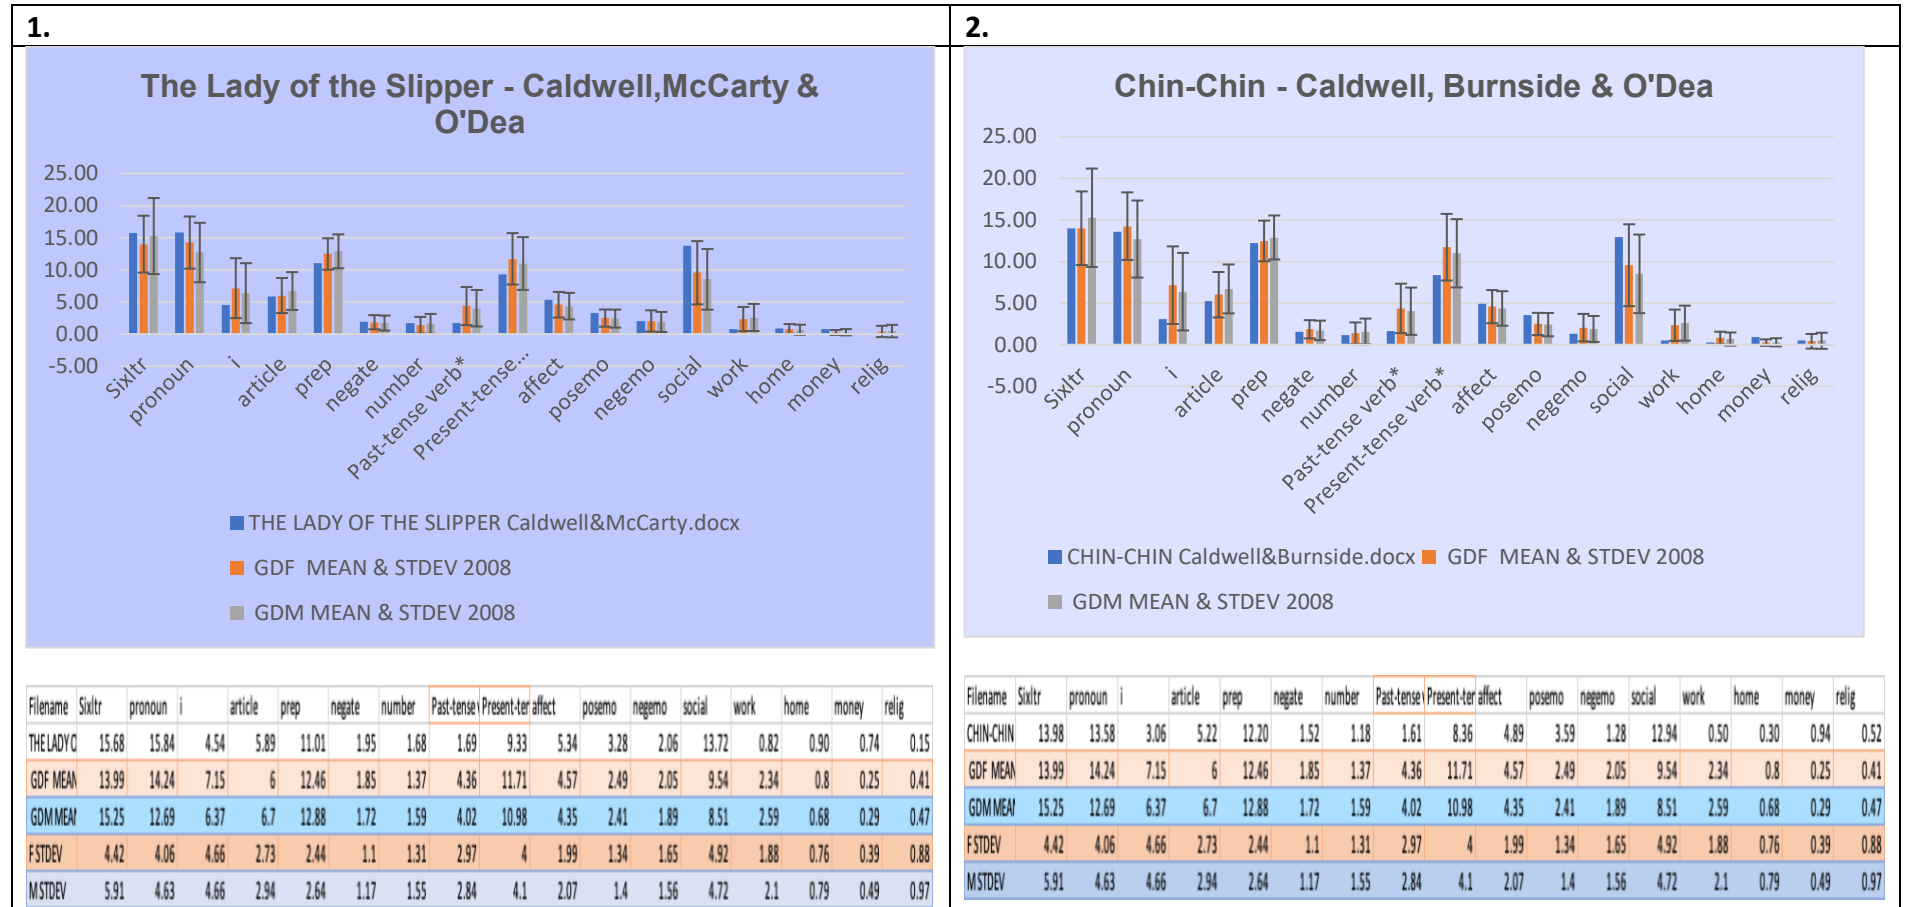 1.
The Lady of the Slipper - Caldwell,McCarty &
O'Dea
25.00
20.00
15.00
10.00
5.00
0.00
-5.00
Sixltr
pronoun
i
article
prep
negate
number
Past-tense verb*
Present-tense...
affect
posemo
negemo
social
work
home
money
relig
THE LADY OF THE SLIPPER Caldwell&McCarty.docx
GDF MEAN & STDEV 2008
GDM MEAN & STDEV 2008
Filename Sixltr pronoun i article prep negate number Past-tense v Present-ter affect posemo negemo social work home money relig
THE LADY O 15.68 15.84 4.54 5.89 11.01 1.95 1.68 1.69 9.33 5.34 3.28 2.06 13.72 0.82 0.90 0.74 0.15
GDF MEAN 13.99 14.24 7.15 6 12.46 1.85 1.37 4.36 11.71 4.57 2.49 2.05 9.54 2.34 0.8 0.25 0.41
GDM MEAN 15.25 12.69 6.37 6.7 12.88 1.72 1.59 4.02 10.98 4.35 2.41 1.89 8.51 2.59 0.68 0.29 0.47
F STDEV 4.42 4.06 4.66 2.73 2.44 1.1 1.31 2.97 4 1.99 1.34 1.65 4.92 1.88 0.76 0.39 0.88
M STDEV 5.91 4.63 4.66 2.94 2.64 1.17 1.55 2.84 4.1 2.07 1.4 1.56 4.72 2.1 0.79 0.49 0.97
2.
Chin-Chin - Caldwell, Burnside & O'Dea
25.00
20.00
15.00
10.00
5.00
0.00
-5.00
Sixltr
pronoun
i
article
prep
negate
number
Past-tense verb*
Present-tense verb*
affect
posemo
negemo
social
work
home
money
relig
CHIN-CHIN Caldwell&Burnside.docx GDF MEAN & STDEV 2008
GDM MEAN & STDEV 2008
Filename Sixltr pronoun i article prep negate number Past-tense v Present-ter affect posemo negemo social work home money relig
CHIN-CHIN 13.98 13.58 3.06 5.22 12.20 1.52 1.18 1.61 8.36 4.89 3.59 1.28 12.94 0.50 0.30 0.94 0.52
GDF MEAN 13.99 14.24 7.15 6 12.46 1.85 1.37 4.36 11.71 4.57 2.49 2.05 9.54 2.34 0.8 0.25 0.41
GDM MEAN 15.25 12.69 6.37 6.7 12.88 1.72 1.59 4.02 10.98 4.35 2.41 1.89 8.51 2.59 0.68 0.29 0.47
F STDEV 4.42 4.06 4.66 2.73 2.44 1.1 1.31 2.97 4 1.99 1.34 1.65 4.92 1.88 0.76 0.39 0.88
M STDEV 5.91 4.63 4.66 2.94 2.64 1.17 1.55 2.84 4.1 2.07 1.4 1.56 4.72 2.1 0.79 0.49 0.97